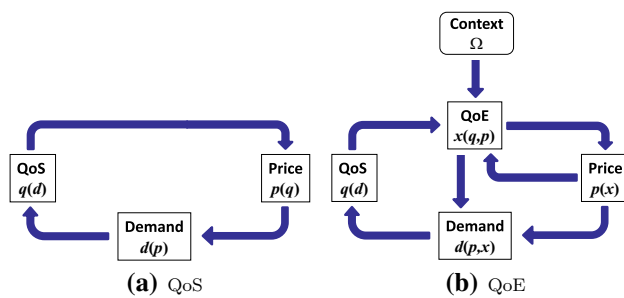 Context
Ω
QoE
x(q,p)
QoS
q(d)
Price
p(q)
Demand
d(p)
QoS
q(d)
Price
p(x)
Demand
d(p,x)
(a) QoS
(b) QoE